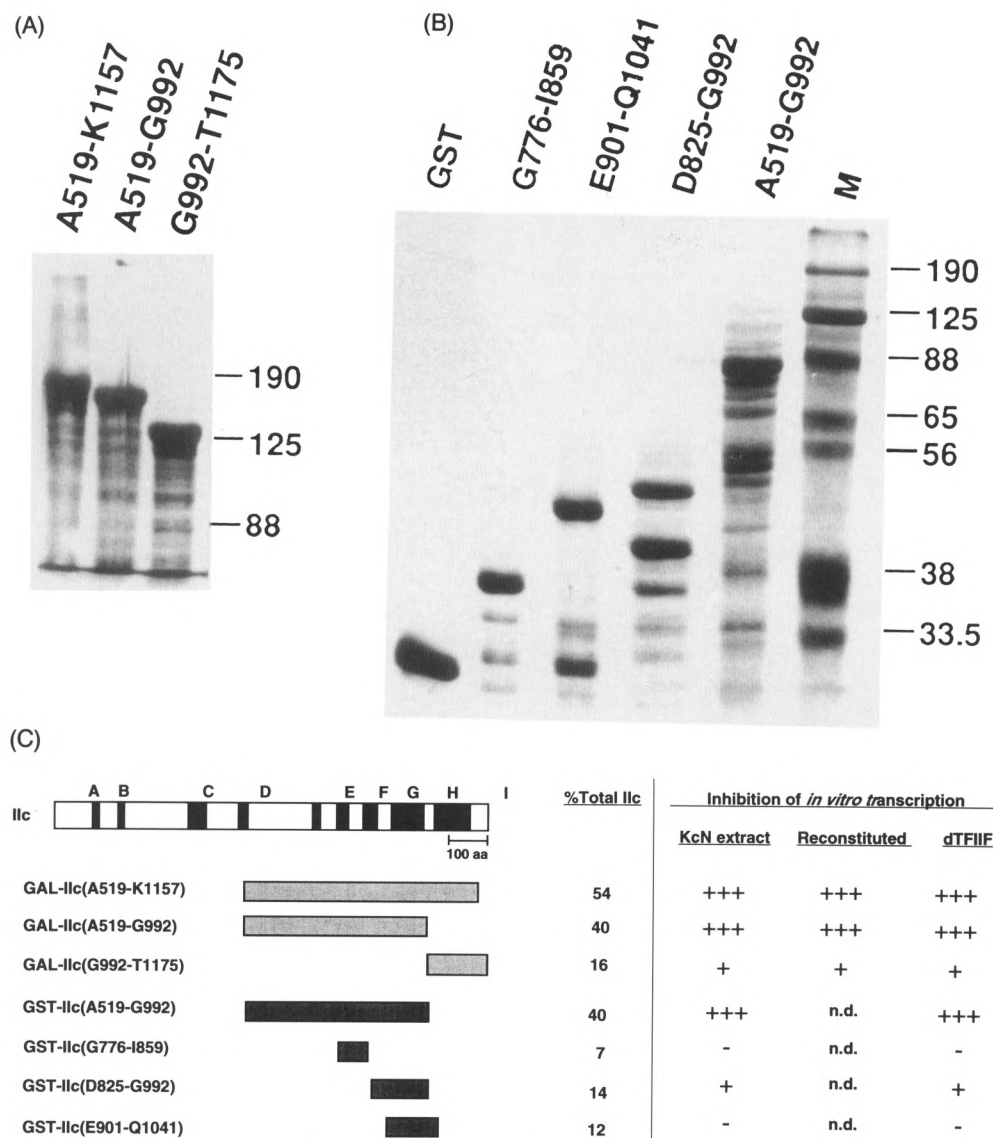 (A)
A519-K1157
A519-G992
G992-T1175
190
125
88
(B)
GST
G776-I859
E901-Q1041
D825-G992
A519-G992
M
190
125
88
65
56
38
33.5
(C)
A B C D E F G H I
IIc
100 aa
%Total IIc
Inhibition of in vitro transcription
KcN extract Reconstituted dTFIIF
GAL-IIc(A519-K1157) 54 +++ +++ +++
GAL-IIc(A519-G992) 40 +++ +++ +++
GAL-IIc(G992-T1175) 16 + + +
GST-IIc(A519-G992) 40 +++ n.d. +++
GST-IIc(G776-I859) 7 - n.d. -
GST-IIc(D825-G992) 14 + n.d. +
GST-IIc(E901-Q1041) 12 - n.d. -